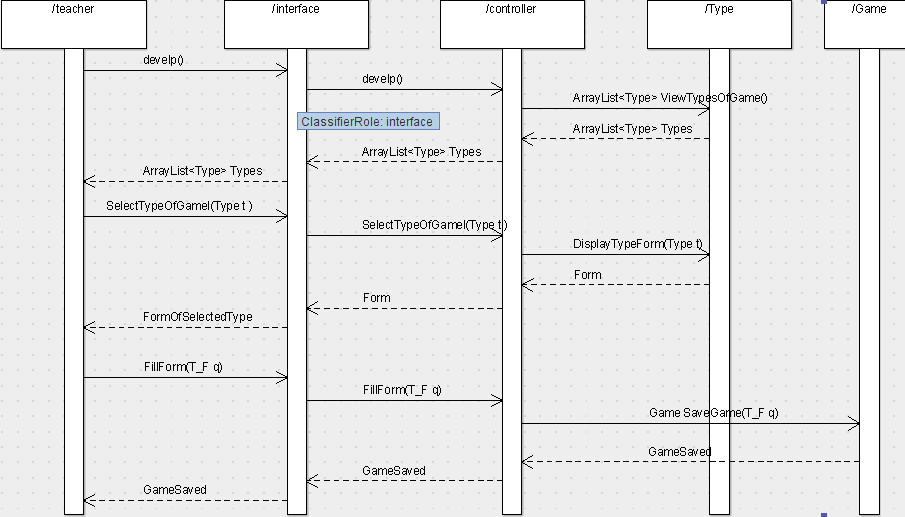 /teacher
/interface
/controller
/Type
/Game
develp()
develp()
ArrayList<Type> ViewTypesOfGame()
ClassifierRole: interface
ArrayList<Type> Types
ArrayList<Type> Types
ArrayList<Type> Types
SelectTypeOfGamel(Type t )
SelectTypeOfGamel(Type t )
DisplayTypeForm(Type t)
Form
Form
FormOfSelectedType
FillForm(T_F q)
FillForm(T_F q)
Game SaveGame(T_F q)
GameSaved
GameSaved
GameSaved